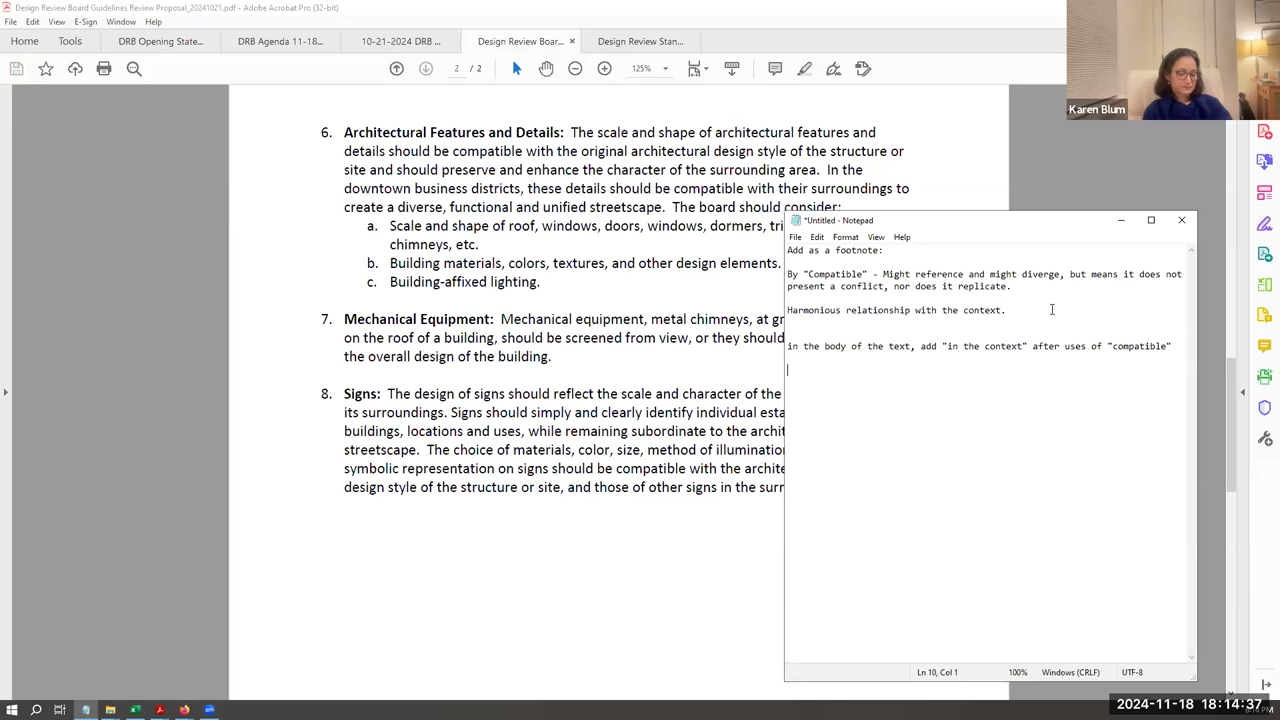 Design Review Board Guidelines Review Proposal_20241021.pdf - Adobe Acrobat Pro (32-bit)
File Edit View E-Sign Window Help
Home Tools DRB Opening State... DRB Agenda 11-18... 11-21-2024 DRB ... Design Review Boar... × Design Review Stan...
2 / 2
Karen Blum
6. Architectural Features and Details: The scale and shape of architectural features and
details should be compatible with the original architectural design style of the structure or
site and should preserve and enhance the character of the surrounding area. In the
downtown business districts, these details should be compatible with their surroundings to
create a diverse, functional and unified streetscape. The board should consider:
a. Scale and shape of roof, windows, doors, windows, dormers, tri
chimneys, etc.
b. Building materials, colors, textures, and other design elements.
c. Building-affixed lighting.
7. Mechanical Equipment: Mechanical equipment, metal chimneys, at gr
on the roof of a building, should be screened from view, or they should
the overall design of the building.
8. Signs: The design of signs should reflect the scale and character of the
its surroundings. Signs should simply and clearly identify individual esta
buildings, locations and uses, while remaining subordinate to the archit
streetscape. The choice of materials, color, size, method of illumination
symbolic representation on signs should be compatible with the archite
design style of the structure or site, and those of other signs in the surr
*Untitled - Notepad
File Edit Format View Help
Add as a footnote:
By "Compatible" - Might reference and might diverge, but means it does not
present a conflict, nor does it replicate.
Harmonious relationship with the context.
in the body of the text, add "in the context" after uses of "compatible"
Ln 10, Col 1 100% Windows (CRLF) UTF-8
2024-11-18 18:14:37